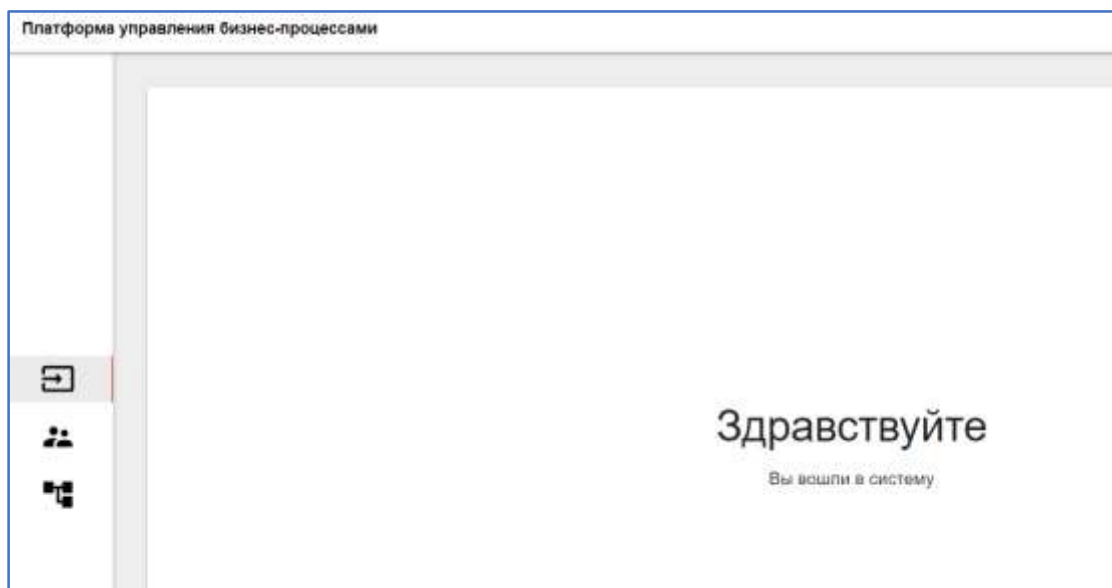 Платформа управления бизнес-процессами
Здравствуйте
Вы вошли в систему